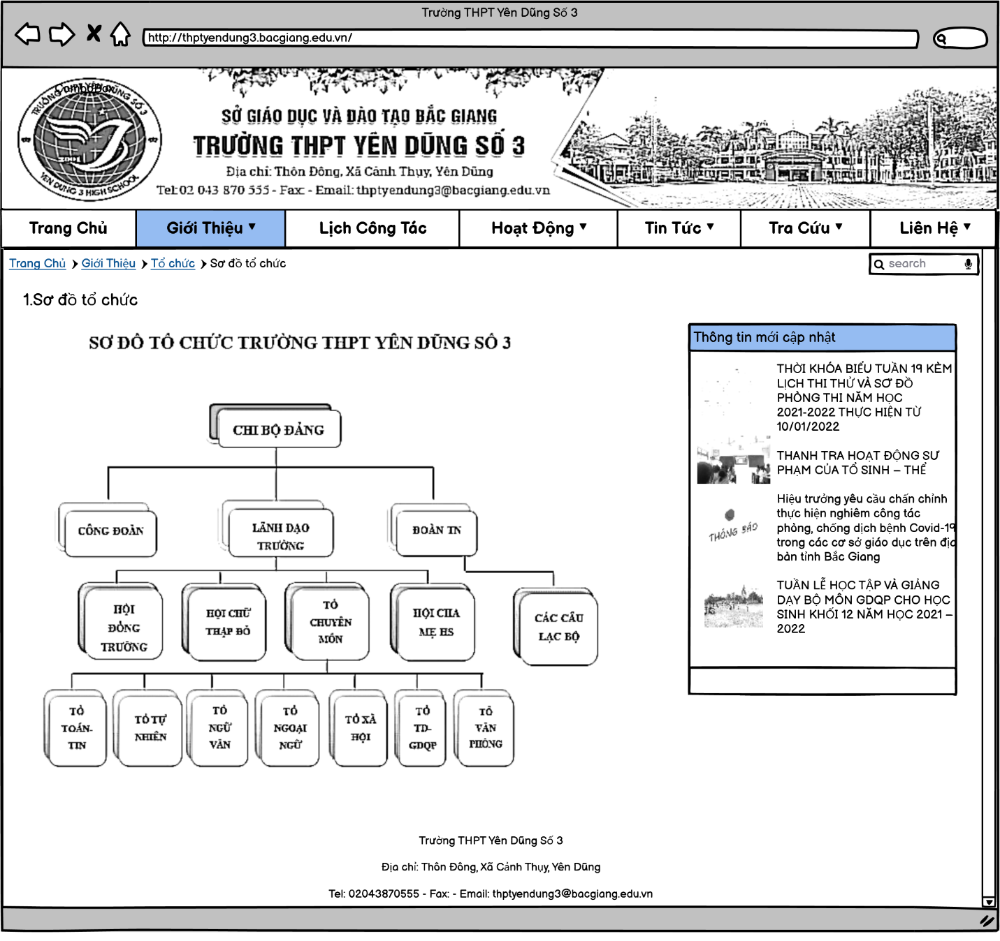 Trường THPT Yên Dũng Số 3
http://thptyendung3.bacgiang.edu.vn/
ComboBox
TRƯỜNG THPT YÊN DŨNG SỐ 3
2001
YEN DUNG 3 HIGH SCHOOL
SỞ GIÁO DỤC VÀ ĐÀO TẠO BẮC GIANG
TRƯỜNG THPT YÊN DŨNG SỐ 3
Địa chỉ: Thôn Đông, Xã Cảnh Thụy, Yên Dũng
Tel:02 043 870 555 - Fax: - Email: thptyendung3@bacgiang.edu.vn
Trang Chủ
Giới Thiệu ▼
Lịch Công Tác
Hoạt Động ▼
Tin Tức ▼
Tra Cứu ▼
Liên Hệ ▼
Trang Chủ > Giới Thiệu > Tổ chức > Sơ đồ tổ chức
search
1.Sơ đồ tổ chức
SƠ ĐỒ TỔ CHỨC TRƯỜNG THPT YÊN DŨNG SỐ 3
CHI BỘ ĐẢNG
CÔNG ĐOÀN
LÃNH ĐẠO
TRƯỜNG
ĐOÀN TN
HỘI
ĐỒNG
TRƯỜNG
HỘI CHỮ
THẬP ĐỎ
TỔ
CHUYÊN
MÔN
HỘI CHA
MẸ HS
CÁC CÂU
LẠC BỘ
TỔ
TOÁN-
TIN
TỔ TỰ
NHIÊN
TỔ
NGỮ
VĂN
TỔ
NGOẠI
NGỮ
TỔ XÃ
HỘI
TỔ
TD-
GDQP
TỔ
VĂN
PHÒNG
Thông tin mới cập nhật
THỜI KHÓA BIỂU TUẦN 19 KÈM
LỊCH THI THỬ VÀ SƠ ĐỒ
PHÒNG THI NĂM HỌC
2021-2022 THỰC HIỆN TỪ
10/01/2022
THANH TRA HOẠT ĐỘNG SƯ
PHẠM CỦA TỔ SINH – THỂ
THÔNG BÁO
Hiệu trưởng yêu cầu chấn chỉnh
thực hiện nghiêm công tác
phòng, chống dịch bệnh Covid-19
trong các cơ sở giáo dục trên địa
bàn tỉnh Bắc Giang
TUẦN LỄ HỌC TẬP VÀ GIẢNG
DẠY BỘ MÔN GDQP CHO HỌC
SINH KHỐI 12 NĂM HỌC 2021 –
2022
Trường THPT Yên Dũng Số 3
Địa chỉ: Thôn Đông, Xã Cảnh Thụy, Yên Dũng
Tel: 02043870555 - Fax: - Email: thptyendung3@bacgiang.edu.vn